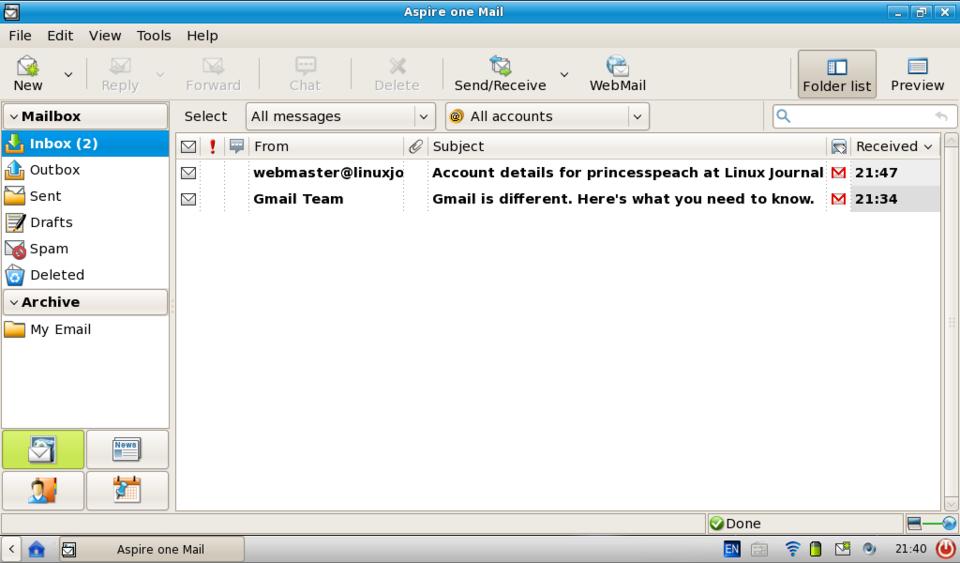 Aspire one Mail
File Edit View Tools Help
New Reply Forward Chat Delete Send/Receive WebMail Folder list Preview
Mailbox
Select All messages @ All accounts
Inbox (2)
! From Subject Received
Outbox
webmaster@linuxjo Account details for princesspeach at Linux Journal 21:47
Sent
Gmail Team Gmail is different. Here's what you need to know. 21:34
Drafts
Spam
Deleted
Archive
My Email
News
Done
Aspire one Mail EN 21:40